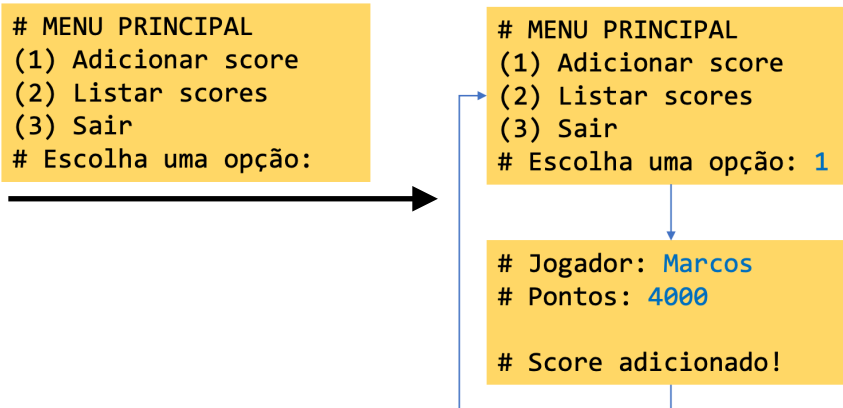 # MENU PRINCIPAL
(1) Adicionar score
(2) Listar scores
(3) Sair
# Escolha uma opção:
# MENU PRINCIPAL
(1) Adicionar score
(2) Listar scores
(3) Sair
# Escolha uma opção: 1
# Jogador: Marcos
# Pontos: 4000
# Score adicionado!